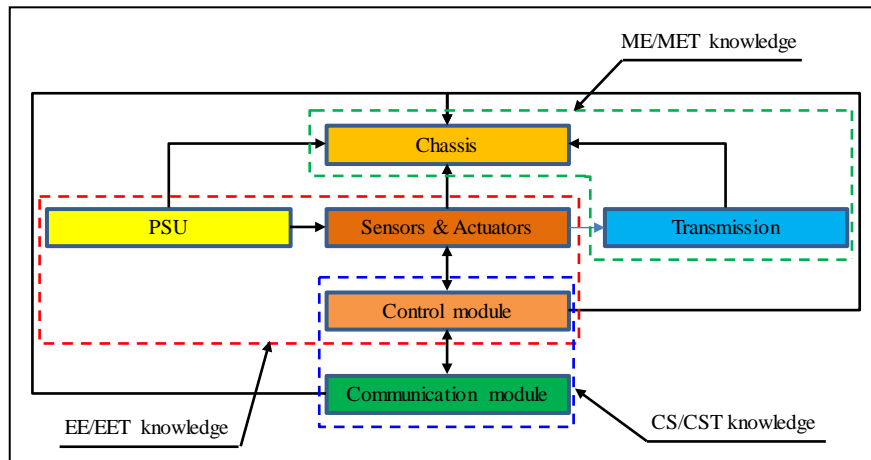 ME/MET knowledge
Chassis
PSU
Sensors & Actuators
Transmission
Control module
Communication module
EE/EET knowledge
CS/CST knowledge